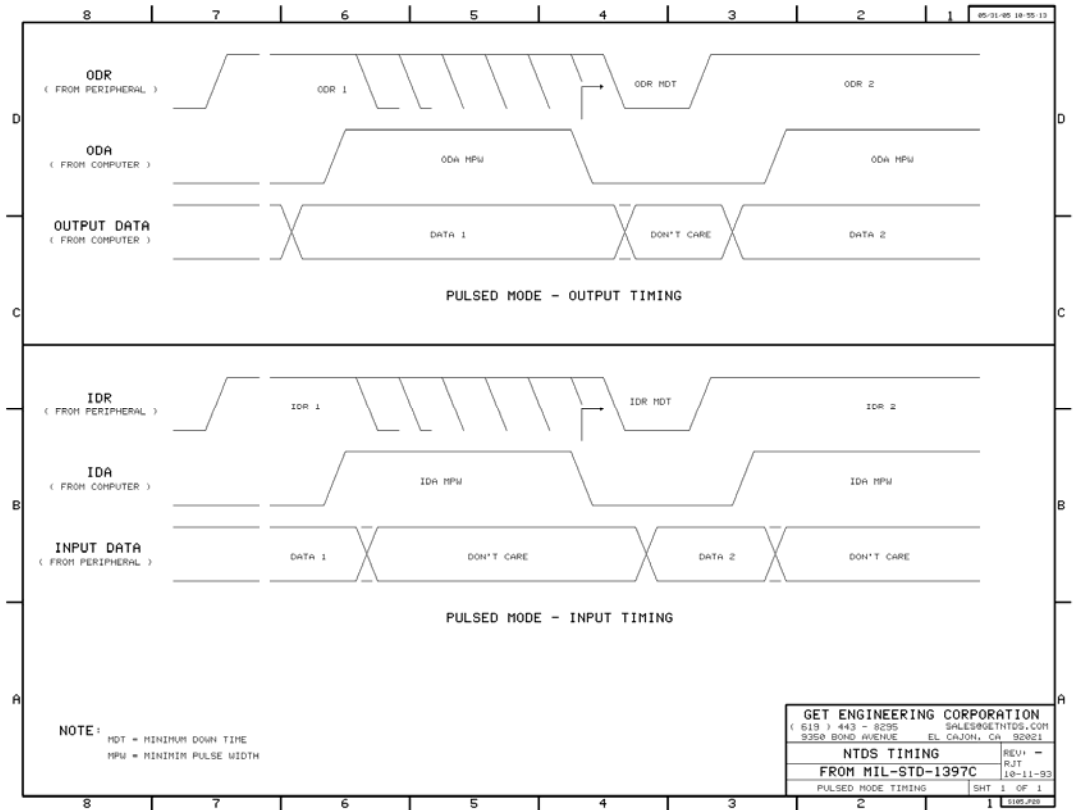 8 7 6 5 4 3 2 1
05/31/05 10-55-13
ODR
( FROM PERIPHERAL )
ODR 1
ODR MDT
ODR 2
D
D
ODA
( FROM COMPUTER )
ODA MPW
ODA MPW
OUTPUT DATA
( FROM COMPUTER )
DATA 1
DON'T CARE
DATA 2
PULSED MODE - OUTPUT TIMING
C
C
IDR
( FROM PERIPHERAL )
IDR 1
IDR MDT
IDR 2
IDA
( FROM COMPUTER )
IDA MPW
IDA MPW
B
B
INPUT DATA
( FROM PERIPHERAL )
DATA 1
DON'T CARE
DATA 2
DON'T CARE
PULSED MODE - INPUT TIMING
A
A
NOTE:
MDT = MINIMUM DOWN TIME
MPW = MINIMIM PULSE WIDTH
GET ENGINEERING CORPORATION
( 619 ) 443 - 8295 SALES@GETNTDS.COM
9350 BOND AVENUE EL CAJON, CA 92021
NTDS TIMING
FROM MIL-STD-1397C
REV: -
RJT
10-11-93
PULSED MODE TIMING
SHT 1 OF 1
8 7 6 5 4 3 2 1